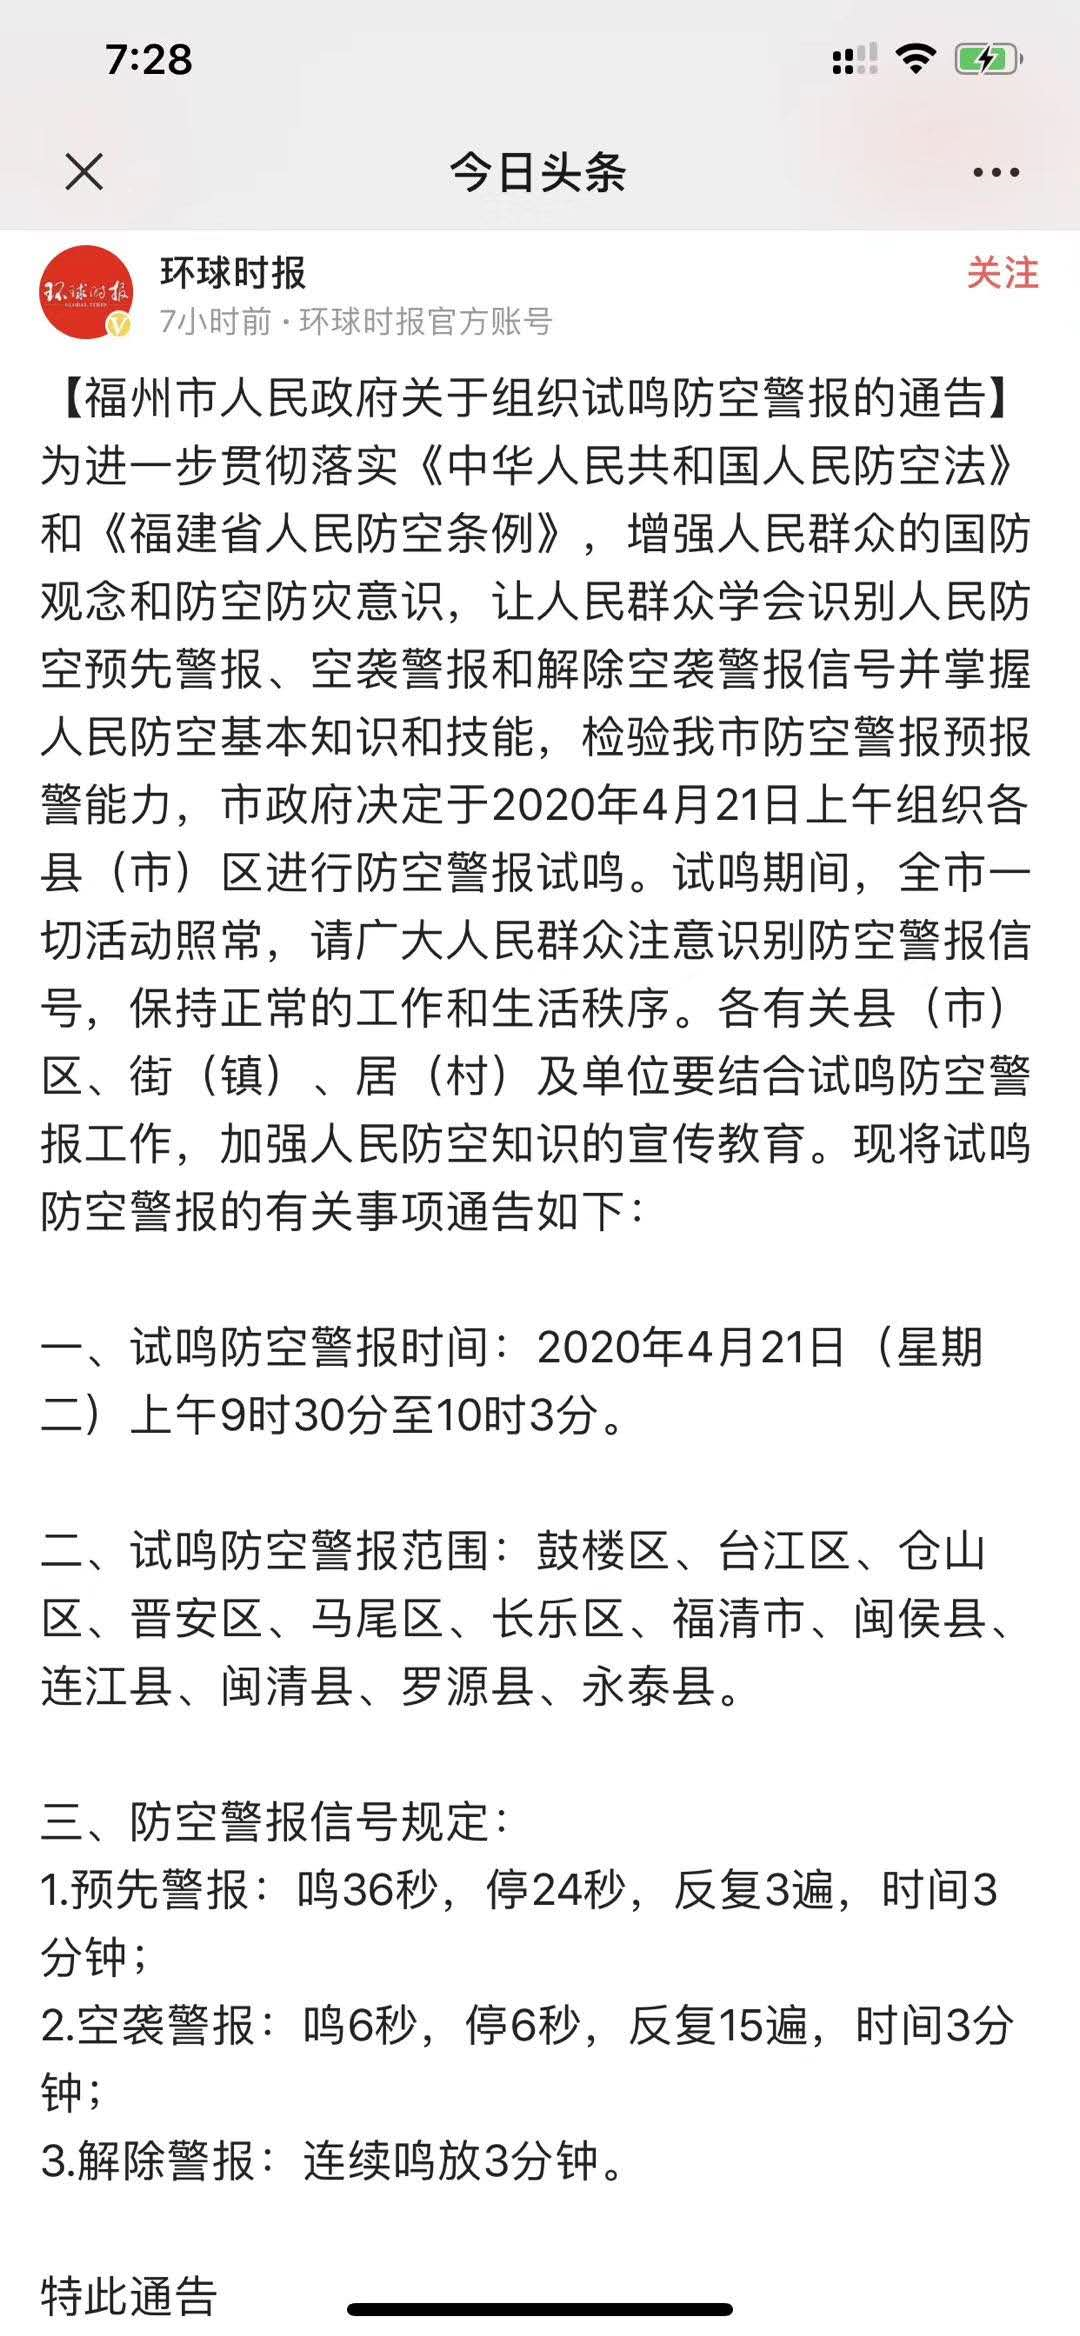 7:28
今日头条
环球时报
GLOBAL TIMES
V
环球时报
关注
7小时前·环球时报官方账号
【福州市人民政府关于组织试鸣防空警报的通告】
为进一步贯彻落实《中华人民共和国人民防空法》
和《福建省人民防空条例》，增强人民群众的国防
观念和防空防灾意识，让人民群众学会识别人民防
空预先警报、空袭警报和解除空袭警报信号并掌握
人民防空基本知识和技能，检验我市防空警报预报
警能力，市政府决定于2020年4月21日上午组织各
县（市）区进行防空警报试鸣。试鸣期间，全市一
切活动照常，请广大人民群众注意识别防空警报信
号，保持正常的工作和生活秩序。各有关县（市）
区、街（镇）、居（村）及单位要结合试鸣防空警
报工作，加强人民防空知识的宣传教育。现将试鸣
防空警报的有关事项通告如下：
一、试鸣防空警报时间：2020年4月21日（星期
二）上午9时30分至10时3分。
二、试鸣防空警报范围：鼓楼区、台江区、仓山
区、晋安区、马尾区、长乐区、福清市、闽侯县、
连江县、闽清县、罗源县、永泰县。
三、防空警报信号规定：
1.预先警报：鸣36秒，停24秒，反复3遍，时间3
分钟；
2.空袭警报：鸣6秒，停6秒，反复15遍，时间3分
钟；
3.解除警报：连续鸣放3分钟。
特此通告